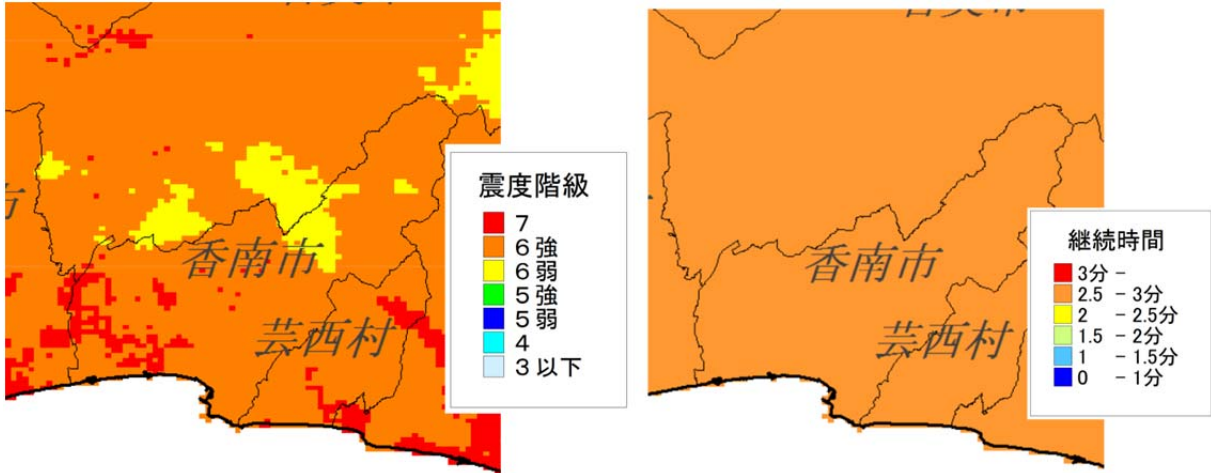 市
香南市
芸西村
震度階級
7
6強
6弱
5強
5弱
4
3以下
香南市
芸西村
継続時間
3分 -
2.5 - 3分
2 - 2.5分
1.5 - 2分
1 - 1.5分
0 - 1分